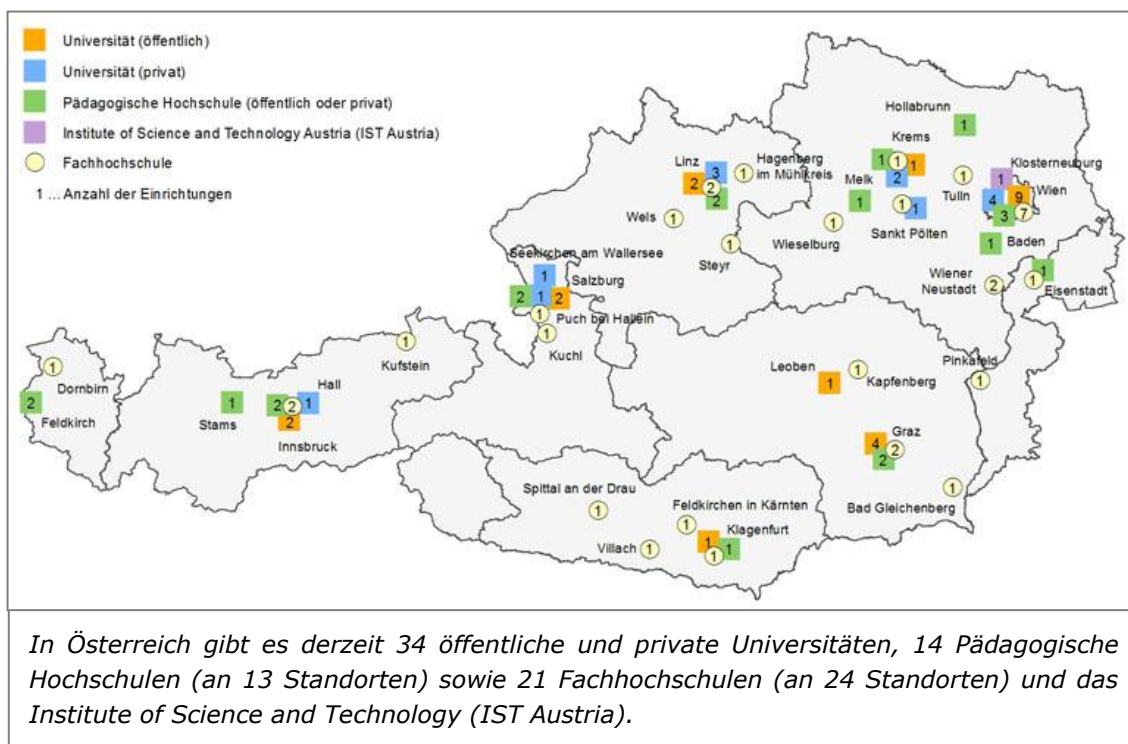 Universität (öffentlich)
Universität (privat)
Pädagogische Hochschule (öffentlich oder privat)
Institute of Science and Technology Austria (IST Austria)
Fachhochschule
1 ... Anzahl der Einrichtungen
Hollabrunn
1
Krems
1 1 1
2
Klosterneuburg
1
Linz
3
2
2
2
Hagenberg
im Mühlkreis
1
Melk
1
Tulln
1
Wien
4
9
3
7
Wels
1
Sankt Pölten
1 1
Wieselburg
1
Steyr
1
Baden
1
Seekirchen am Wallersee
1
Salzburg
2 1 2
Wiener
Neustadt
2
Eisenstadt
1
1
Puch bei Hallein
1
Kuchl
1
Kufstein
1
Dornbirn
1
Feldkirch
2
Stams
1
Hall
1
Innsbruck
2 2
2
Leoben
1
Kapfenberg
1
Pinkafeld
1
Graz
4
2
2
Bad Gleichenberg
1
Spittal an der Drau
1
Feldkirchen in Kärnten
1
Villach
1
Klagenfurt
1
1
1
In Österreich gibt es derzeit 34 öffentliche und private Universitäten, 14 Pädagogische
Hochschulen (an 13 Standorten) sowie 21 Fachhochschulen (an 24 Standorten) und das
Institute of Science and Technology (IST Austria).